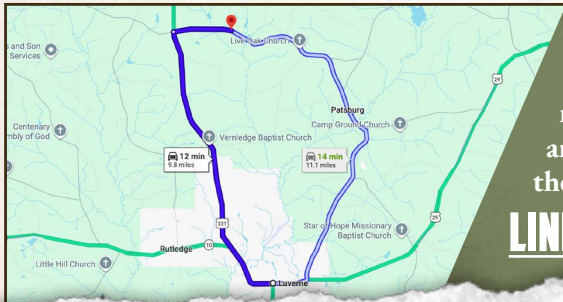 s and Son
Services
Live Oak Church
29
Patsburg
Camp Ground Church
Centenary
mbly of God
Vernledge Baptist Church
12 min
9.8 miles
14 min
11.1 miles
29
331
Star of Hope Missionary
Baptist Church
Rutledge
10
Little Hill Church
Luverne
an
the
LIN